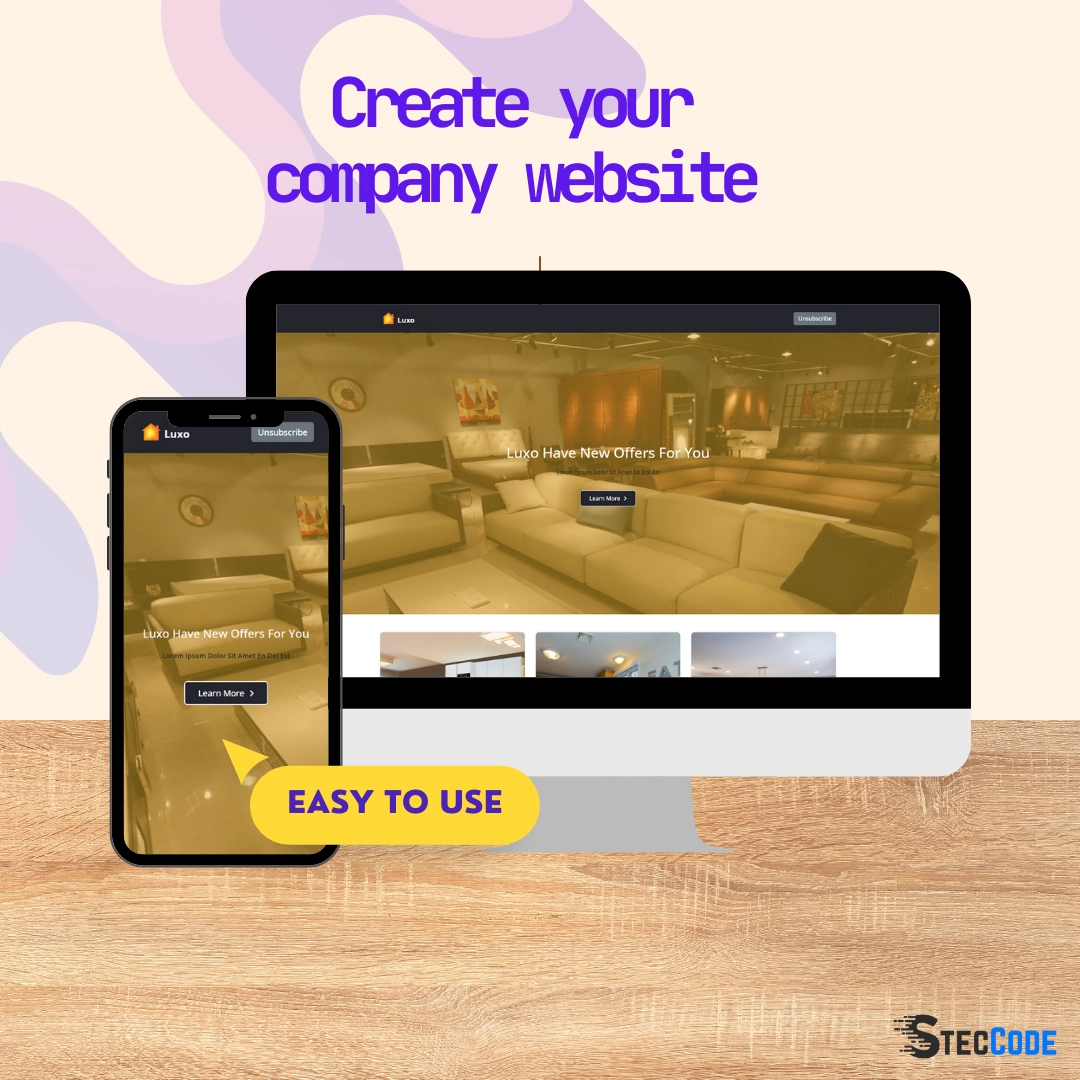 Create your
company website
Luxo
Unsubscribe
Luxo Have New Offers For You
Lorem Ipsum Dolor Sit Amet En Dol Est
Learn More
Luxo
Unsubscribe
Luxo Have New Offers For You
Lorem Ipsum Dolor Sit Amet En Dol Est
Learn More
EASY TO USE
STECCODE